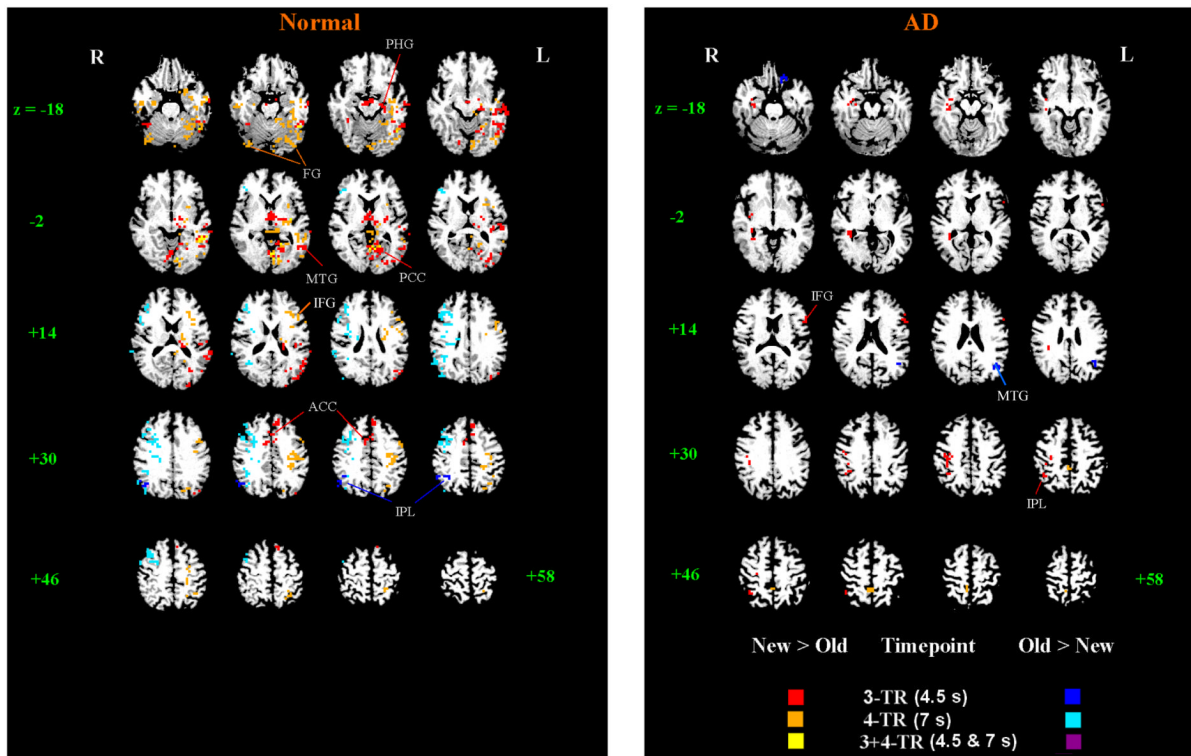 Normal
R
L
PHG
z = -18
FG
-2
MTG
PCC
IFG
+14
ACC
+30
IPL
+46
+58
AD
R
L
z = -18
-2
IFG
+14
MTG
+30
IPL
+46
+58
New > Old Timepoint Old > New
3-TR (4.5 s)
4-TR (7 s)
3+4-TR (4.5 & 7 s)